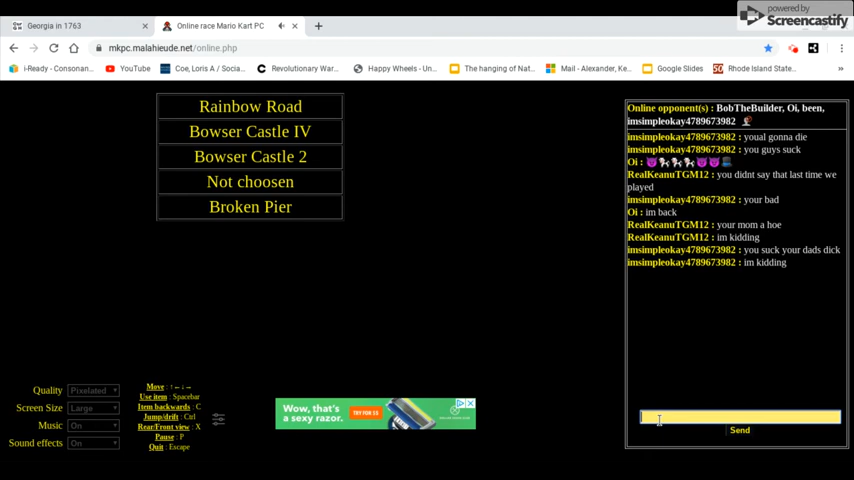 powered by
Screencastify
Georgia in 1763
Online race Mario Kart PC
mkpc.malahieude.net/online.php
i-Ready - Consonan...
YouTube
Coe, Loris A / Socia...
Revolutionary War...
Happy Wheels - Un...
The hanging of Nat...
Mail - Alexander, Ke...
Google Slides
Rhode Island State...
Rainbow Road
Bowser Castle IV
Bowser Castle 2
Not choosen
Broken Pier
Online opponent(s) : BobTheBuilder, Oi, been,
imsimpleokay4789673982
imsimpleokay4789673982 : youal gonna die
imsimpleokay4789673982 : you guys suck
Oi : 😈🐩🐩🐩😈😈
RealKeanuTGM12 : you didnt say that last time we
played
imsimpleokay4789673982 : your bad
Oi : im back
RealKeanuTGM12 : your mom a hoe
RealKeanuTGM12 : im kidding
imsimpleokay4789673982 : you suck your dads dick
imsimpleokay4789673982 : im kidding
Send
Quality Pixelated
Screen Size Large
Music On
Sound effects On
Move : ↑←↓→
Use item : Spacebar
Item backwards : C
Jump/drift : Ctrl
Rear/Front view : X
Pause : P
Quit : Escape
Wow, that's
a sexy razor.
TRY FOR $5